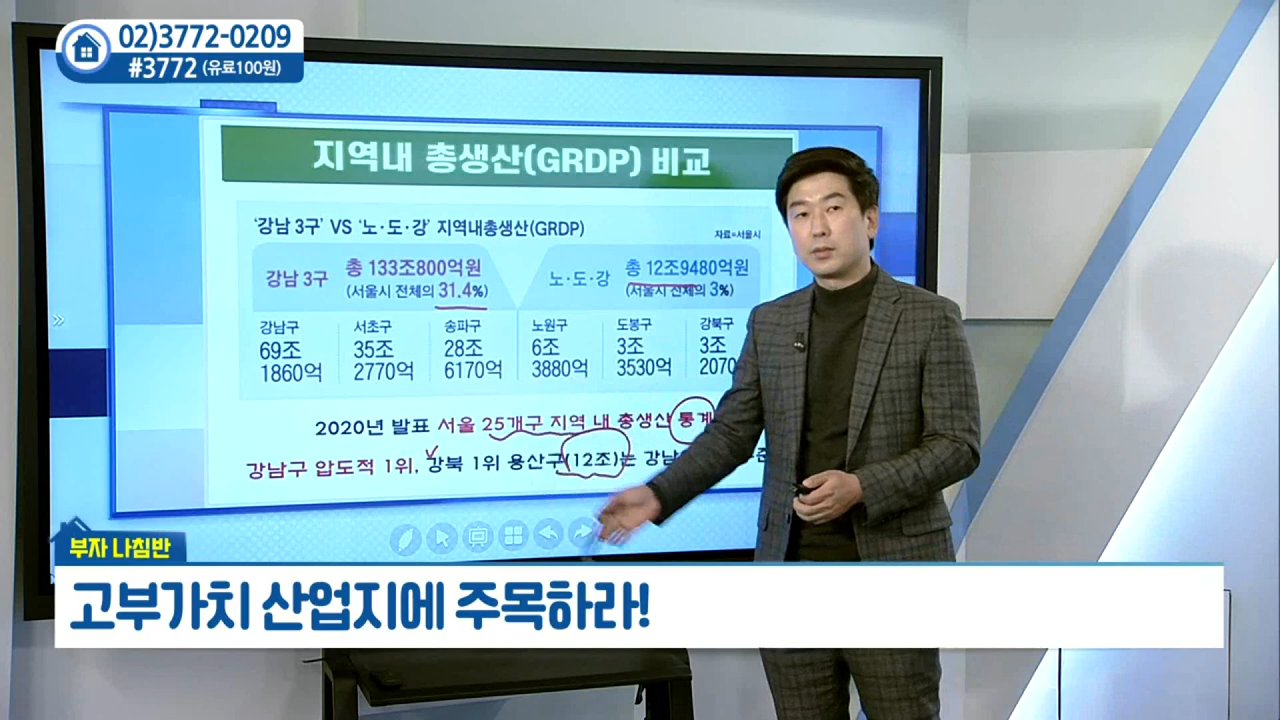 02)3772-0209
#3772 (유료100원)
지역내 총생산(GRDP) 비교
'강남 3구' VS '노·도·강' 지역내총생산(GRDP)
자료=서울시
강남 3구 총 133조800억원 (서울시 전체의 31.4%)
노·도·강 총 12조9480억원 (서울시 전체의 3%)
강남구 서초구 송파구 노원구 도봉구 강북구
69조 35조 28조 6조 3조 3조
1860억 2770억 6170억 3880억 3530억 2070
2020년 발표 서울 25개구 지역 내 총생산 통계
강남구 압도적 1위, 강북 1위 용산구(12조)는 강남
부자 나침반
고부가치 산업지에 주목하라!